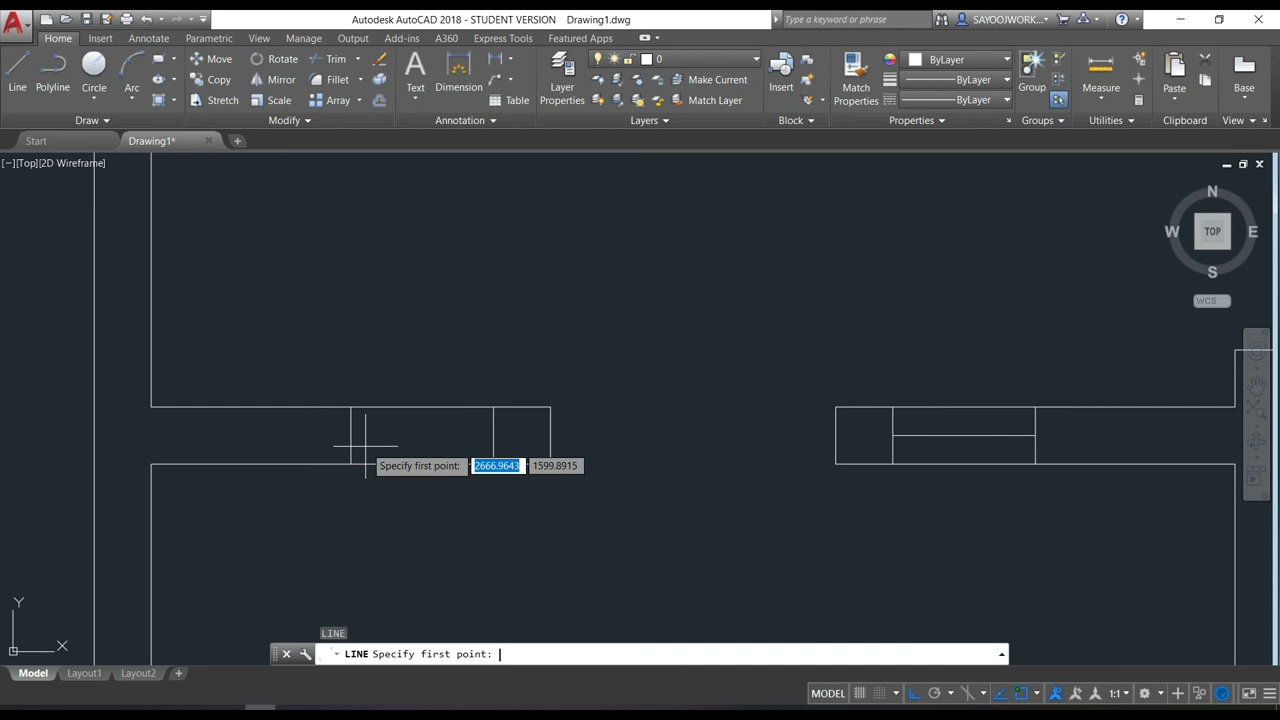 Autodesk AutoCAD 2018 - STUDENT VERSION Drawing1.dwg
Type a keyword or phrase
SAYOOJWORK...
Home Insert Annotate Parametric View Manage Output Add-ins A360 Express Tools Featured Apps
Line Polyline Circle Arc
Move Rotate Trim
Copy Mirror Fillet
Stretch Scale Array
Text Dimension Table
Layer Properties
0
Make Current
Match Layer
Insert
Match Properties
ByLayer
ByLayer
ByLayer
Group
Measure
Paste
Base
Draw Modify Annotation Layers Block Properties Groups Utilities Clipboard View
Start Drawing1*
[−][Top][2D Wireframe]
N
W TOP E
S
WCS
Specify first point: 2666.9643 1599.8915
Y
X
LINE
LINE Specify first point:
Model Layout1 Layout2
MODEL 1:1